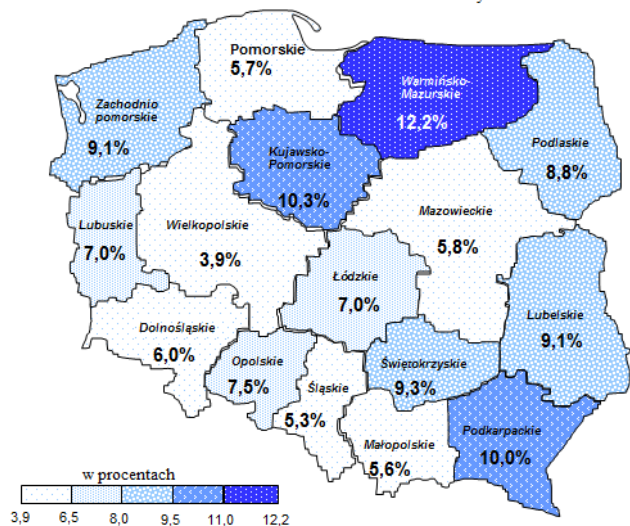 Pomorskie
5,7%
Warmińsko-
Mazurskie
12,2%
Zachodnio
pomorskie
9,1%
Kujawsko-
Pomorskie
10,3%
Podlaskie
8,8%
Lubuskie
7,0%
Wielkopolskie
3,9%
Mazowieckie
5,8%
Łódzkie
7,0%
Dolnośląskie
6,0%
Lubelskie
9,1%
Opolskie
7,5%
Śląskie
5,3%
Świętokrzyskie
9,3%
Małopolskie
5,6%
Podkarpackie
10,0%
w procentach
3,9 6,5 8,0 9,5 11,0 12,2